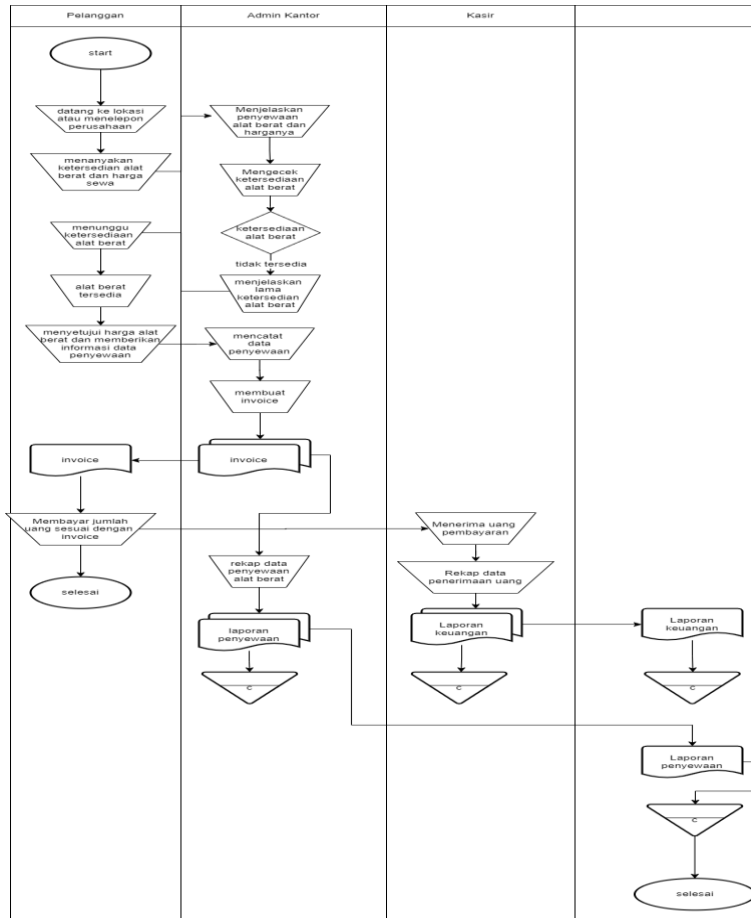 Pelanggan
Admin Kantor
Kasir
start
datang ke lokasi
atau menelepon
perusahaan
menanyakan
ketersedian alat
berat dan harga
sewa
menunggu
ketersediaan
alat berat
alat berat
tersedia
menyetujui harga alat
berat dan memberikan
informasi data
penyewaan
invoice
Membayar jumlah
uang sesuai dengan
invoice
selesai
Menjelaskan
penyewaan
alat berat dan
harganya
Mengecek
ketersediaan
alat berat
ketersediaan
alat berat
tidak tersedia
menjelaskan
lama
ketersedian
alat berat
mencatat
data
penyewaan
membuat
invoice
invoice
rekap data
penyewaan
alat berat
laporan
penyewaan
C
Menerima uang
pembayaran
Rekap data
penerimaan uang
Laporan
keuangan
C
Laporan
keuangan
C
Laporan
penyewaan
C
selesai